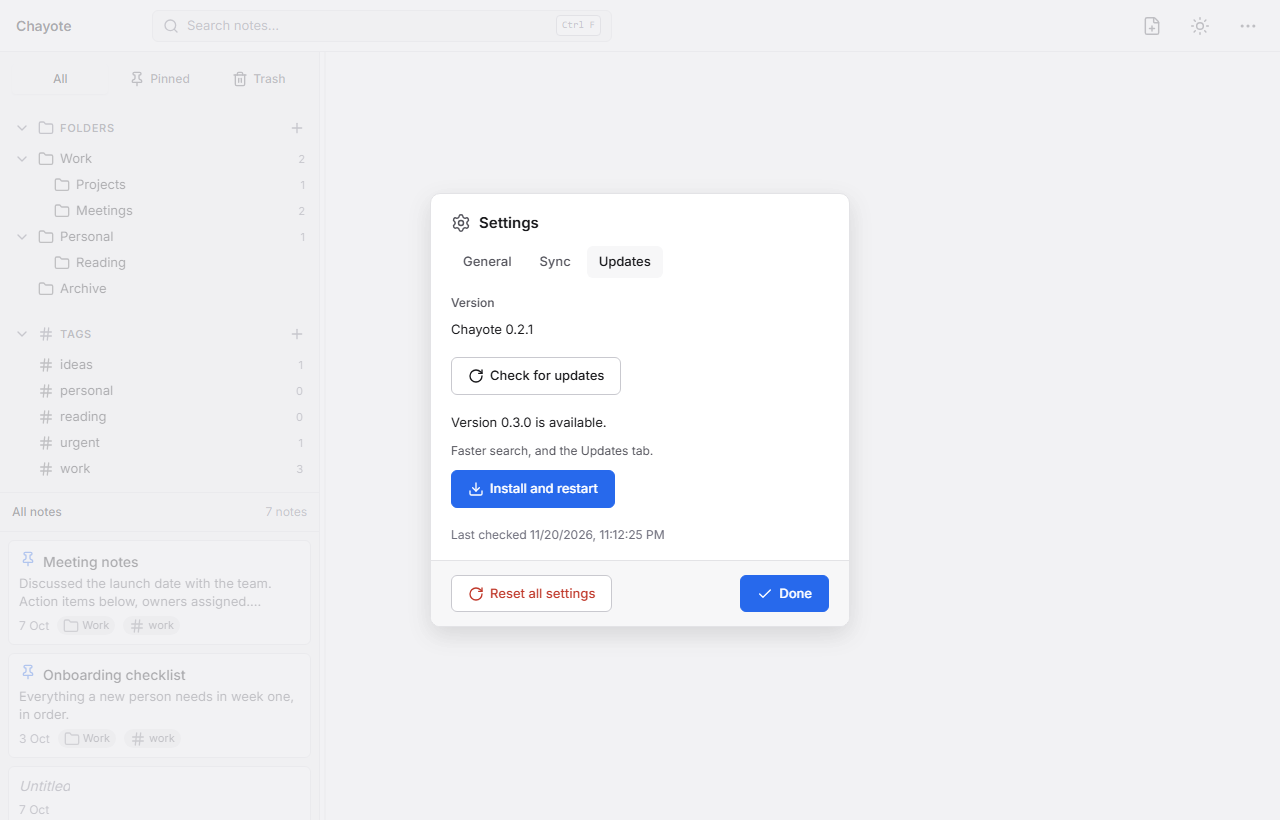 Chayote
Search notes...
Ctrl F
All
Pinned
Trash
FOLDERS
Work 2
Projects 1
Meetings 2
Personal 1
Reading
Archive
TAGS
ideas 1
personal 0
reading 0
urgent 1
work 3
All notes 7 notes
Meeting notes
Discussed the launch date with the team.
Action items below, owners assigned....
7 Oct Work work
Onboarding checklist
Everything a new person needs in week one,
in order.
3 Oct Work work
Untitled
7 Oct
Settings
General Sync Updates
Version
Chayote 0.2.1
Check for updates
Version 0.3.0 is available.
Faster search, and the Updates tab.
Install and restart
Last checked 11/20/2026, 11:12:25 PM
Reset all settings
Done